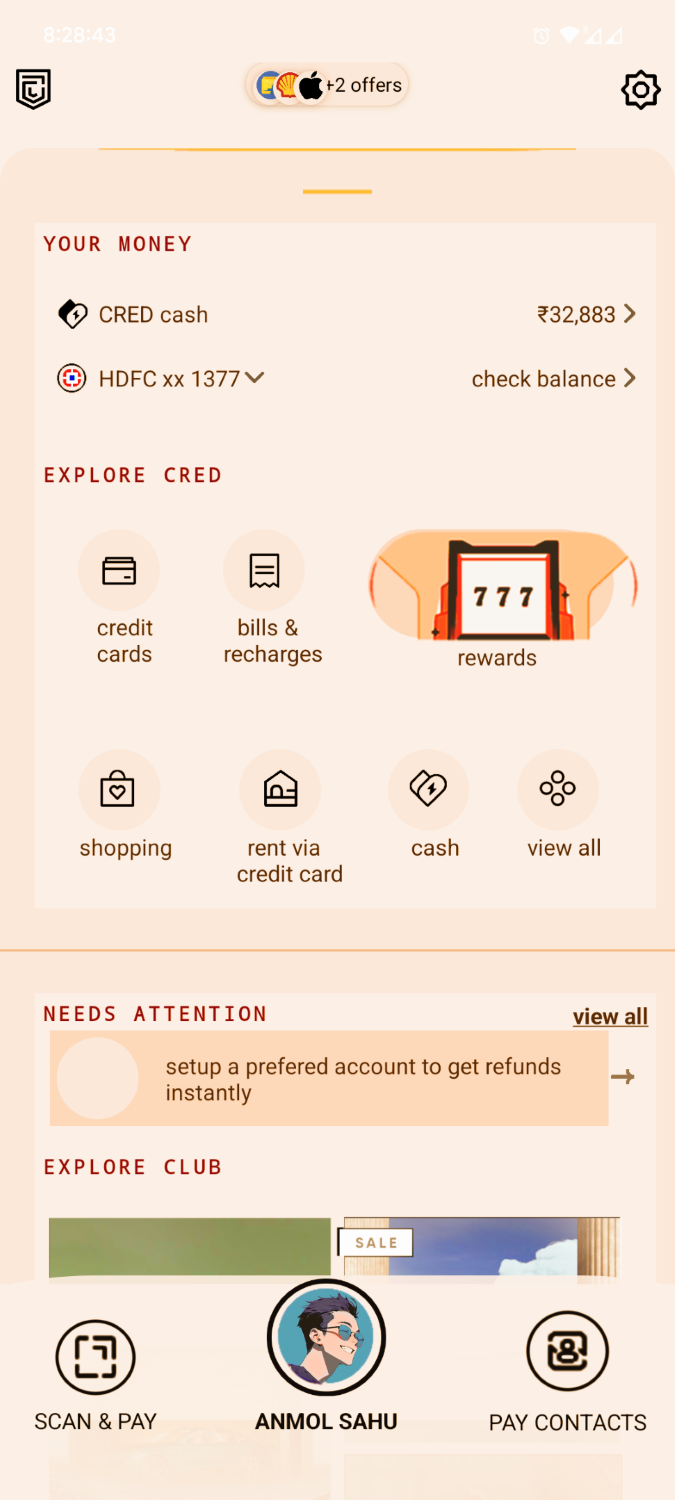 8:28:43
+2 offers
YOUR MONEY
CRED cash ₹32,883
HDFC xx 1377 check balance
EXPLORE CRED
777
credit
cards
bills &
recharges
rewards
shopping
rent via
credit card
cash
view all
NEEDS ATTENTION view all
setup a prefered account to get refunds
instantly
EXPLORE CLUB
SALE
SCAN & PAY
ANMOL SAHU
PAY CONTACTS